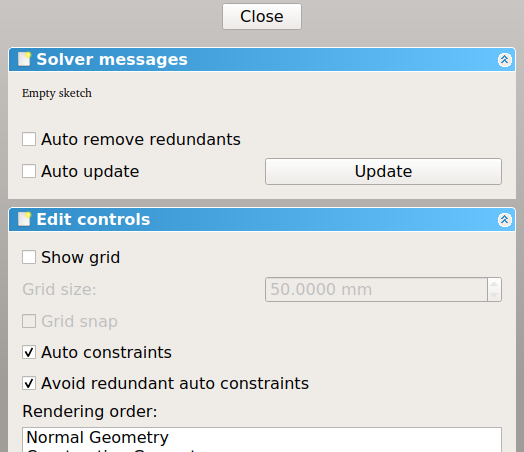 Close
Solver messages
Empty sketch
Auto remove redundants
Auto update
Update
Edit controls
Show grid
Grid size:
50.0000 mm
Grid snap
Auto constraints
Avoid redundant auto constraints
Rendering order:
Normal Geometry